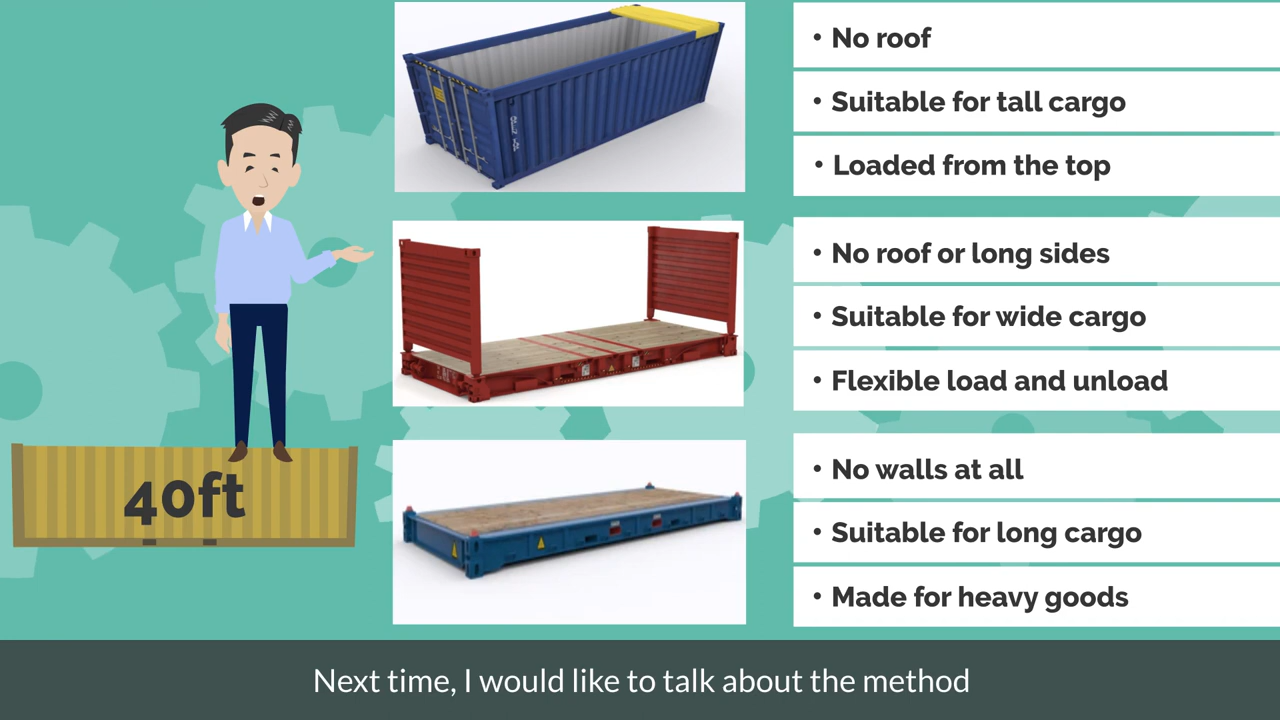 • No roof
• Suitable for tall cargo
• Loaded from the top
• No roof or long sides
• Suitable for wide cargo
• Flexible load and unload
• No walls at all
• Suitable for long cargo
• Made for heavy goods
40ft
Next time, I would like to talk about the method